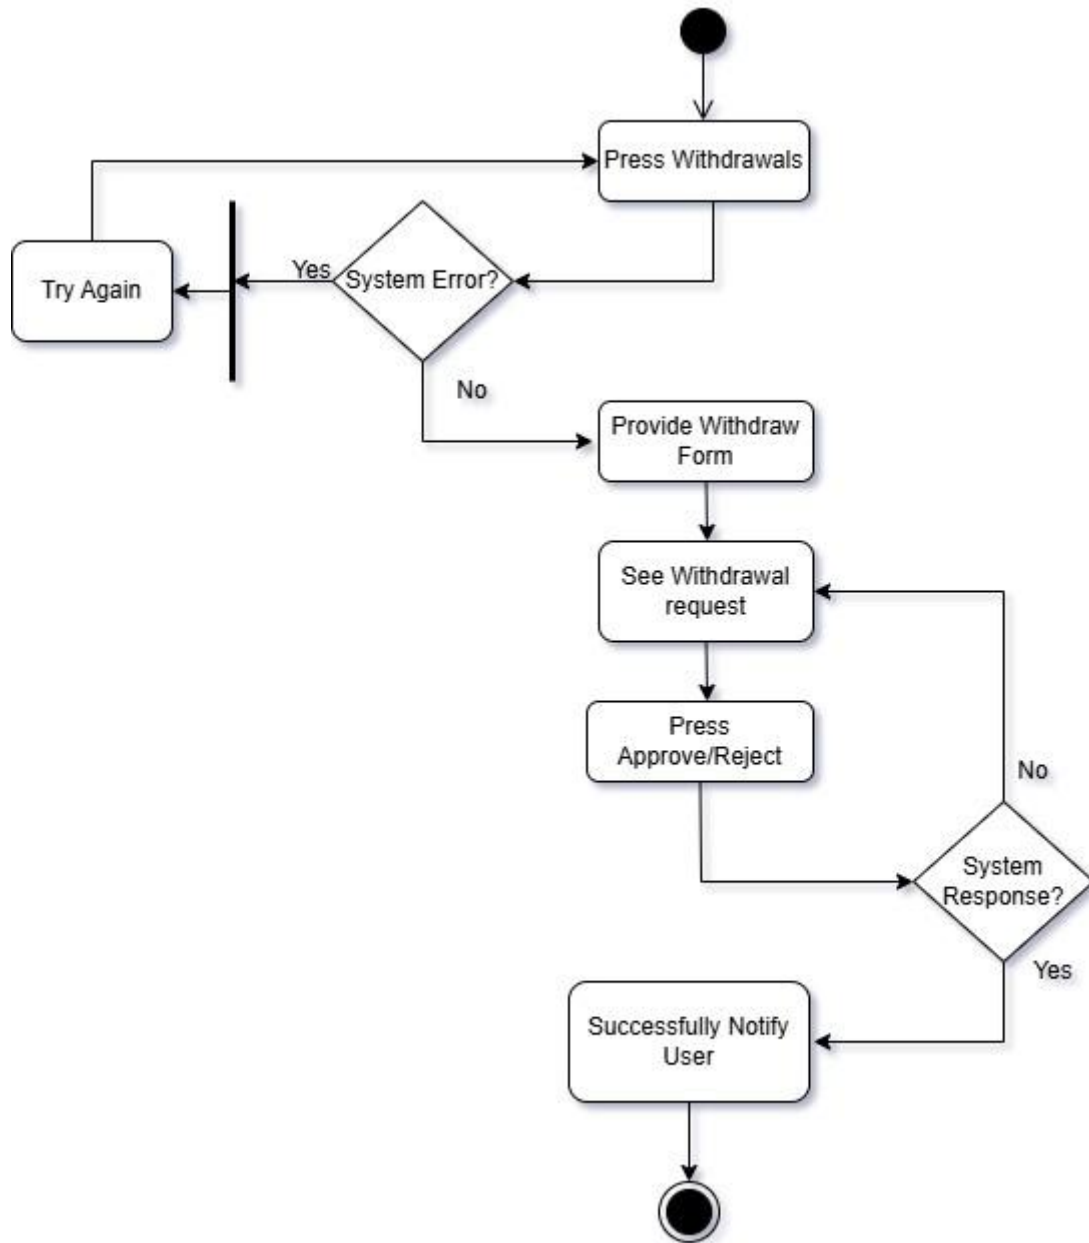 Press Withdrawals
Yes
System Error?
Try Again
No
Provide Withdraw
Form
See Withdrawal
request
Press
Approve/Reject
No
System
Response?
Yes
Successfully Notify
User